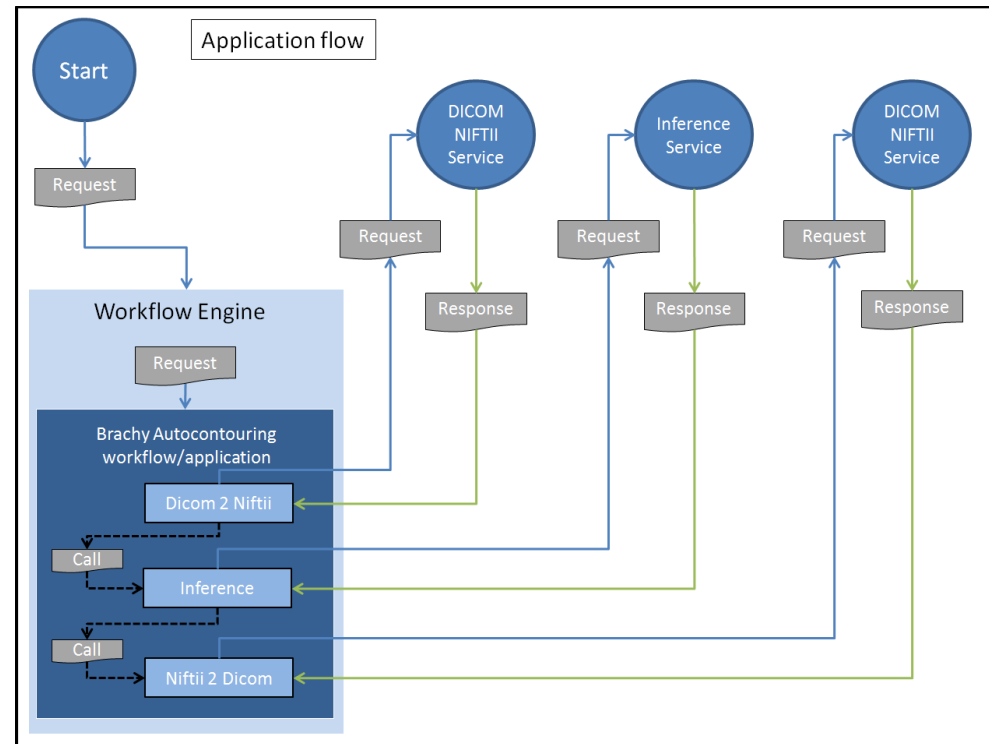 Application flow
Start
Request
DICOM
NIFTII
Service
Inference
Service
DICOM
NIFTII
Service
Request
Request
Request
Response
Response
Response
Workflow Engine
Request
Brachy Autocontouring
workflow/application
Dicom 2 Niftii
Call
Inference
Call
Niftii 2 Dicom